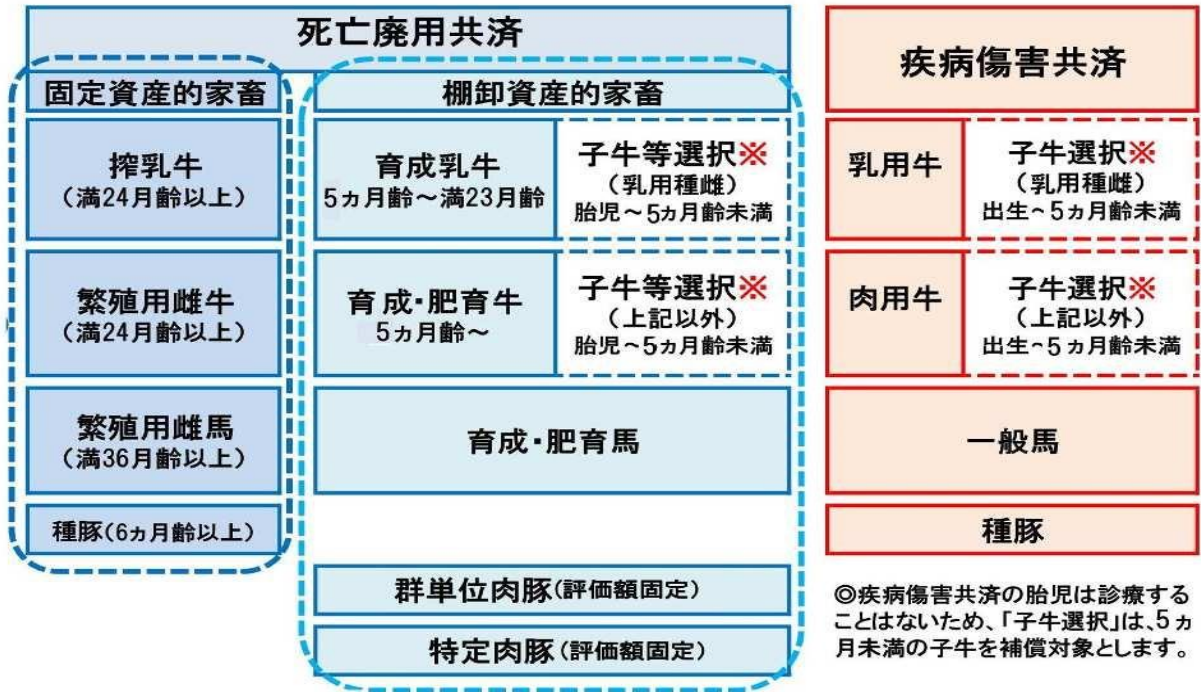 死亡廃用共済
固定資産的家畜
搾乳牛
(満24月齢以上)
繁殖用雌牛
(満24月齢以上)
繁殖用雌馬
(満36月齢以上)
種豚(6ヵ月齢以上)
棚卸資産的家畜
育成乳牛
5ヵ月齢～満23月齢
子牛等選択※
(乳用種雌)
胎児～5ヵ月齢未満
育成・肥育牛
5ヵ月齢～
子牛等選択※
(上記以外)
胎児～5ヵ月齢未満
育成・肥育馬
群単位肉豚(評価額固定)
特定肉豚(評価額固定)
疾病傷害共済
乳用牛
子牛選択※
(乳用種雌)
出生～5ヵ月齢未満
肉用牛
子牛選択※
(上記以外)
出生～5ヵ月齢未満
一般馬
種豚
◎疾病傷害共済の胎児は診療する
ことはないため、「子牛選択」は、5ヵ
月未満の子牛を補償対象とします。